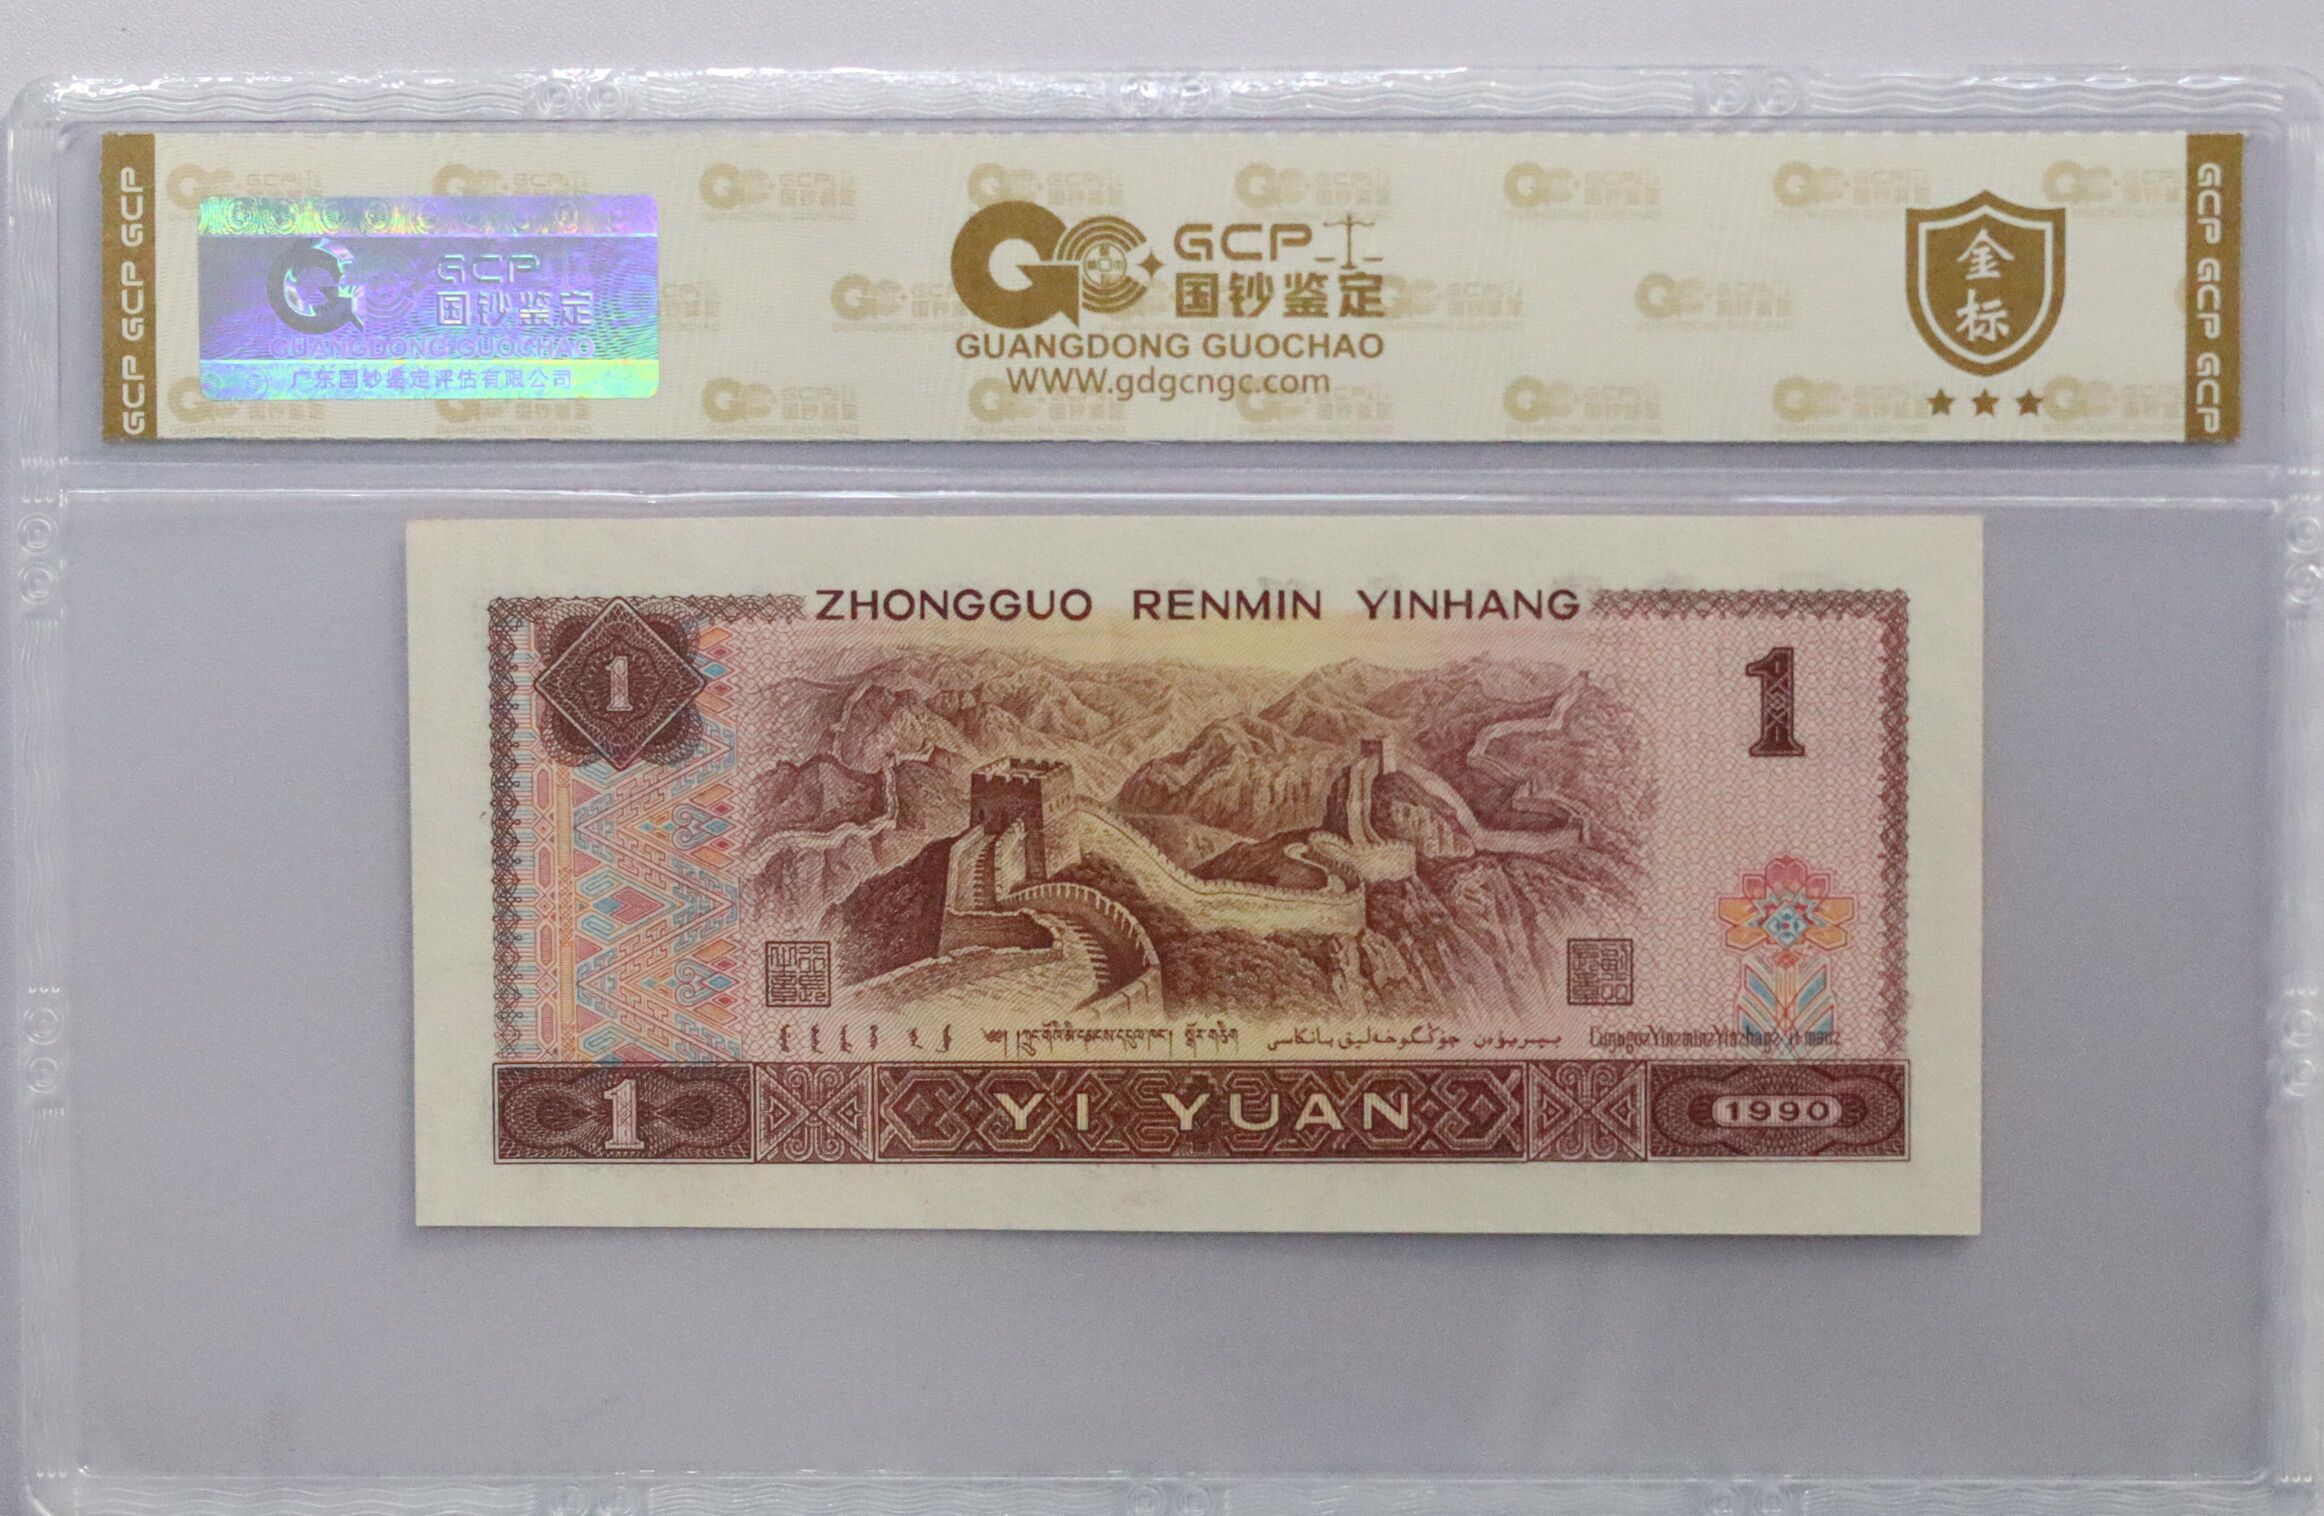 GCP GCP GCP
GCP
国钞鉴定
GUANGDONG GUOCHAO
广东国钞鉴定评估有限公司
GCP
国钞鉴定
GUANGDONG GUOCHAO
WWW.gdgcngc.com
金标
GCP GCP GCP
ZHONGGUO RENMIN YINHANG
1
1
1
YI YUAN
1990